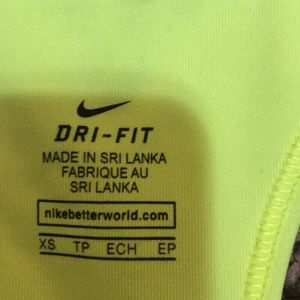 DRI-FIT
MADE IN SRI LANKA
FABRIQUE AU
SRI LANKA
nikebetterworld.com
XS TP ECH EP